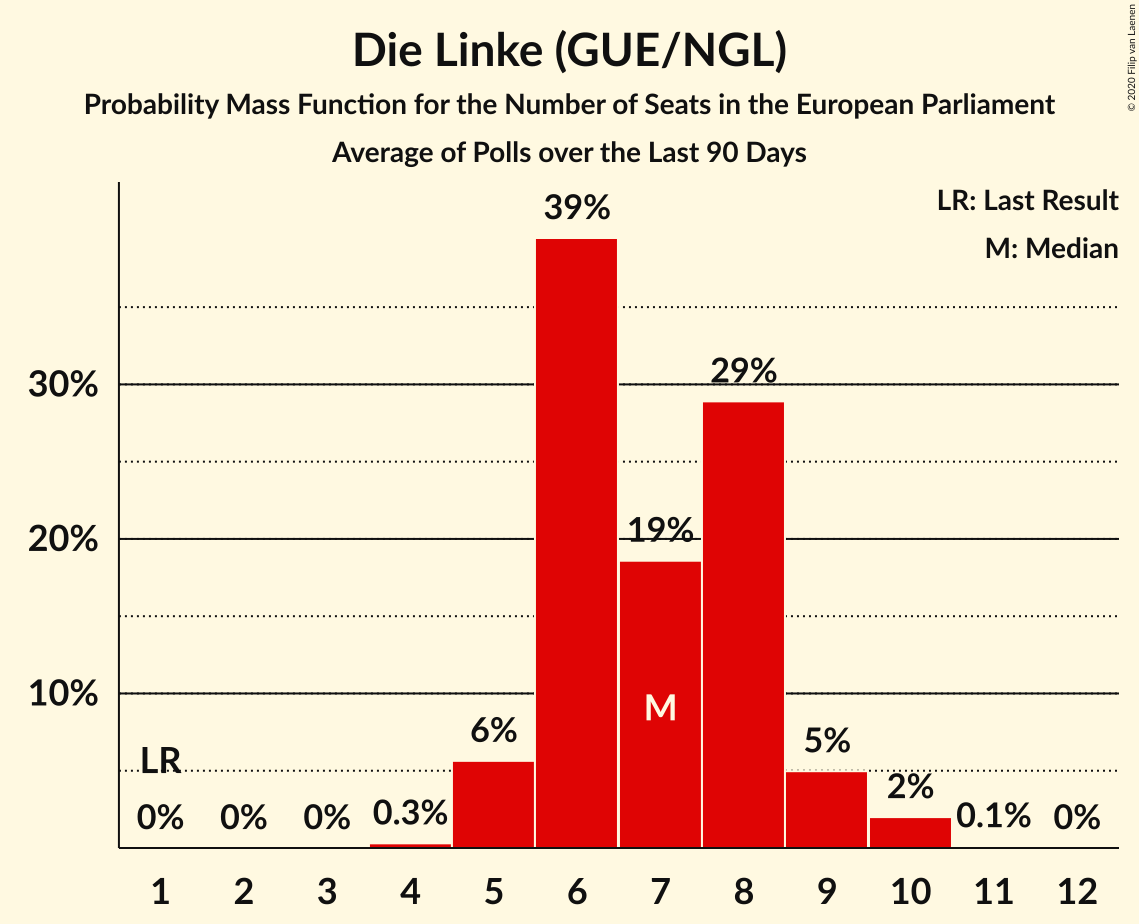 Die Linke (GUE/NGL)
Probability Mass Function for the Number of Seats in the European Parliament
Average of Polls over the Last 90 Days
© 2020 Filip van Laenen
LR: Last Result
M: Median
39%
30%
29%
20%
19%
10%
M
6%
5%
LR
2%
0% 0% 0% 0.3% 0.1% 0%
1 2 3 4 5 6 7 8 9 10 11 12